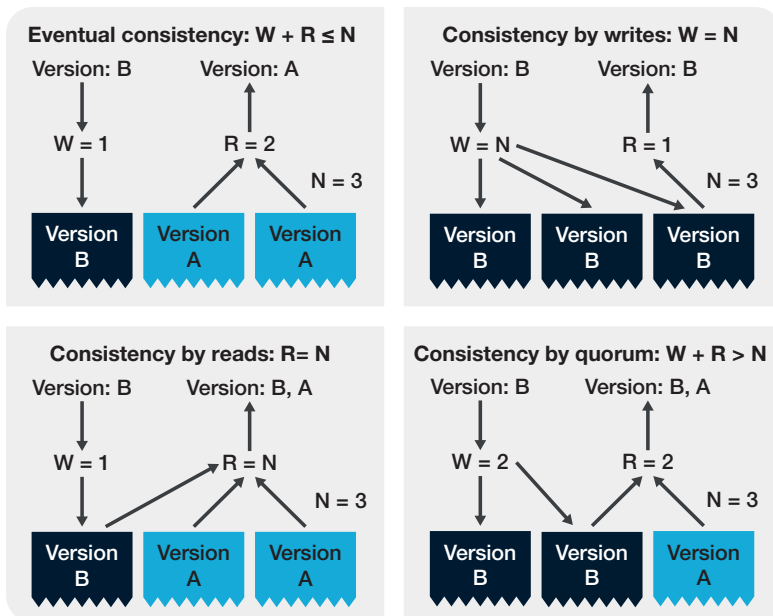 Eventual consistency: W + R ≤ N
Version: B
Version: A
W = 1
R = 2
N = 3
Version
B
Version
A
Version
A
Consistency by writes: W = N
Version: B
Version: B
W = N
R = 1
N = 3
Version
B
Version
B
Version
B
Consistency by reads: R= N
Version: B
Version: B, A
W = 1
R = N
N = 3
Version
B
Version
A
Version
A
Consistency by quorum: W + R > N
Version: B
Version: B, A
W = 2
R = 2
N = 3
Version
B
Version
B
Version
A